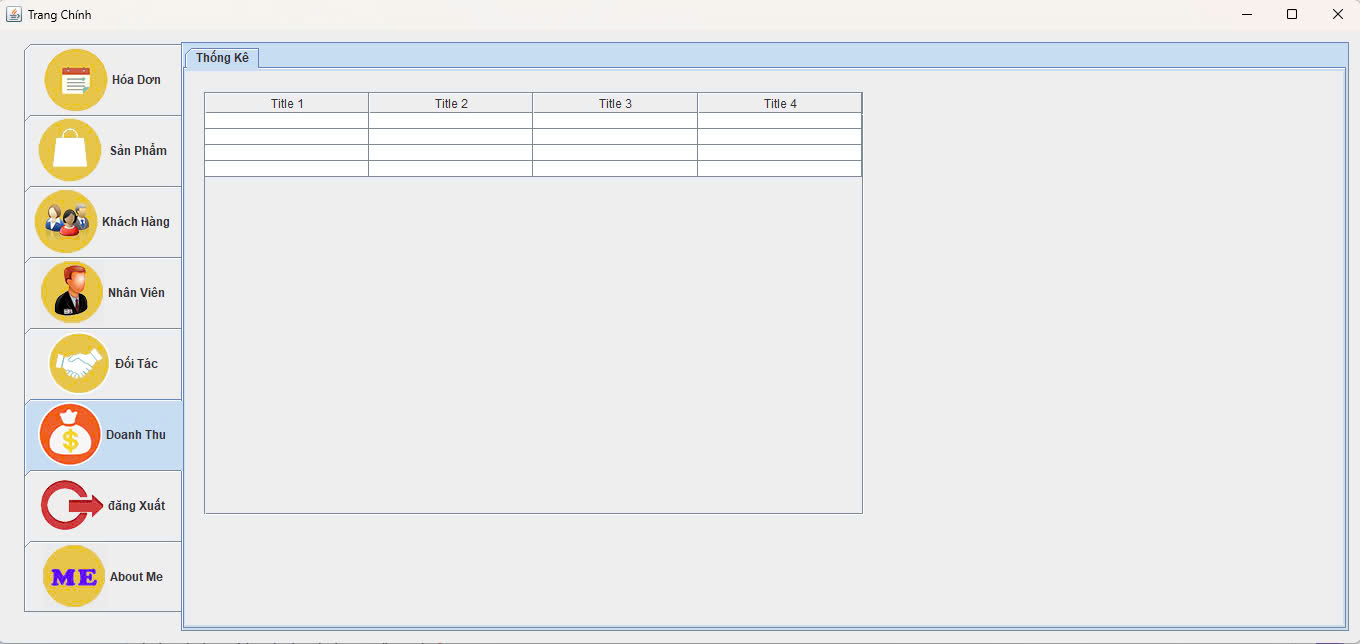 Trang Chính
Hóa Dơn
Sản Phẩm
Khách Hàng
Nhân Viên
Đối Tác
Doanh Thu
đăng Xuất
ME About Me
Thống Kê
Title 1 Title 2 Title 3 Title 4